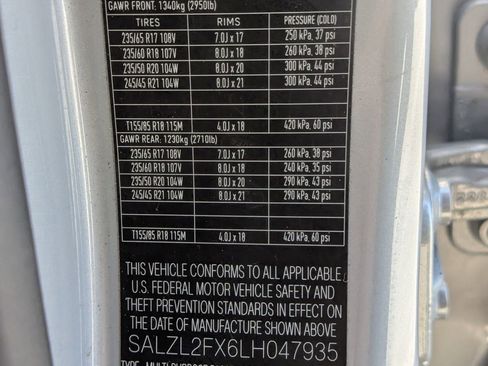 GAWR FRONT: 1340kg (2950lb)
TIRES RIMS PRESSURE (COLD)
235/65 R17 108V 7.0J x 17 250 kPa, 37 psi
235/60 R18 107V 8.0J x 18 260 kPa, 38 psi
235/50 R20 104W 8.0J x 20 300 kPa, 44 psi
245/45 R21 104W 8.0J x 21 300 kPa, 44 psi
T155/85 R18 115M 4.0J x 18 420 kPa, 60 psi
GAWR REAR: 1230kg (2710lb)
235/65 R17 108V 7.0J x 17 260 kPa, 38 psi
235/60 R18 107V 8.0J x 18 240 kPa, 35 psi
235/50 R20 104W 8.0J x 20 290 kPa, 43 psi
245/45 R21 104W 8.0J x 21 290 kPa, 43 psi
T155/85 R18 115M 4.0J x 18 420 kPa, 60 psi
THIS VEHICLE CONFORMS TO ALL APPLICABLE
U.S. FEDERAL MOTOR VEHICLE SAFETY AND
THEFT PREVENTION STANDARDS IN EFFECT ON
THE DATE OF MANUFACTURE SHOWN ABOVE
SALZL2FX6LH047935